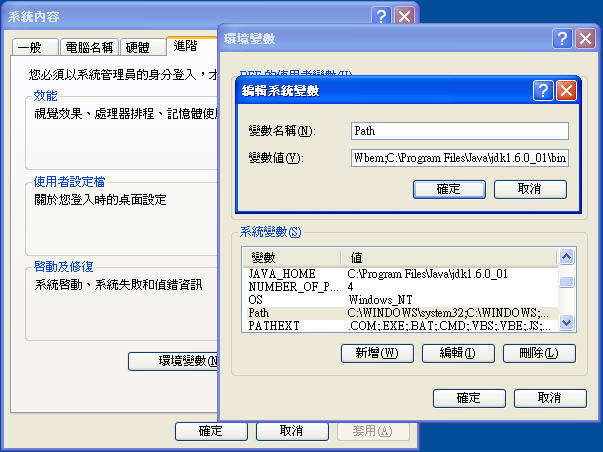 系統內容
一般
電腦名稱
硬體
進階
您必須以系統管理員的身分登入,才
效能
視覺效果、處理器排程、記憶體使用
使用者設定檔
關於您登入時的桌面設定
啓動及修復
系統啓動、系統失敗和偵錯資訊
環境變數(N
確定
取消
套用(A)
環境變數
的使用者變數(U)
編輯系統變數
變數名稱(N):
Path
變數值(V):
Wbem;C:\Program Files\Java\jdk1.6.0_01\bin
確定
取消
系統變數(S)
變數 值
JAVA_HOME C:\Program Files\Java\jdk1.6.0_01
NUMBER_OF_P... 4
OS Windows_NT
Path C:\WINDOWS\system32;C:\WINDOWS;...
PATHEXT .COM;.EXE;.BAT;.CMD;.VBS;.VBE;.JS;...
新增(W)
編輯(I)
刪除(L)
確定
取消